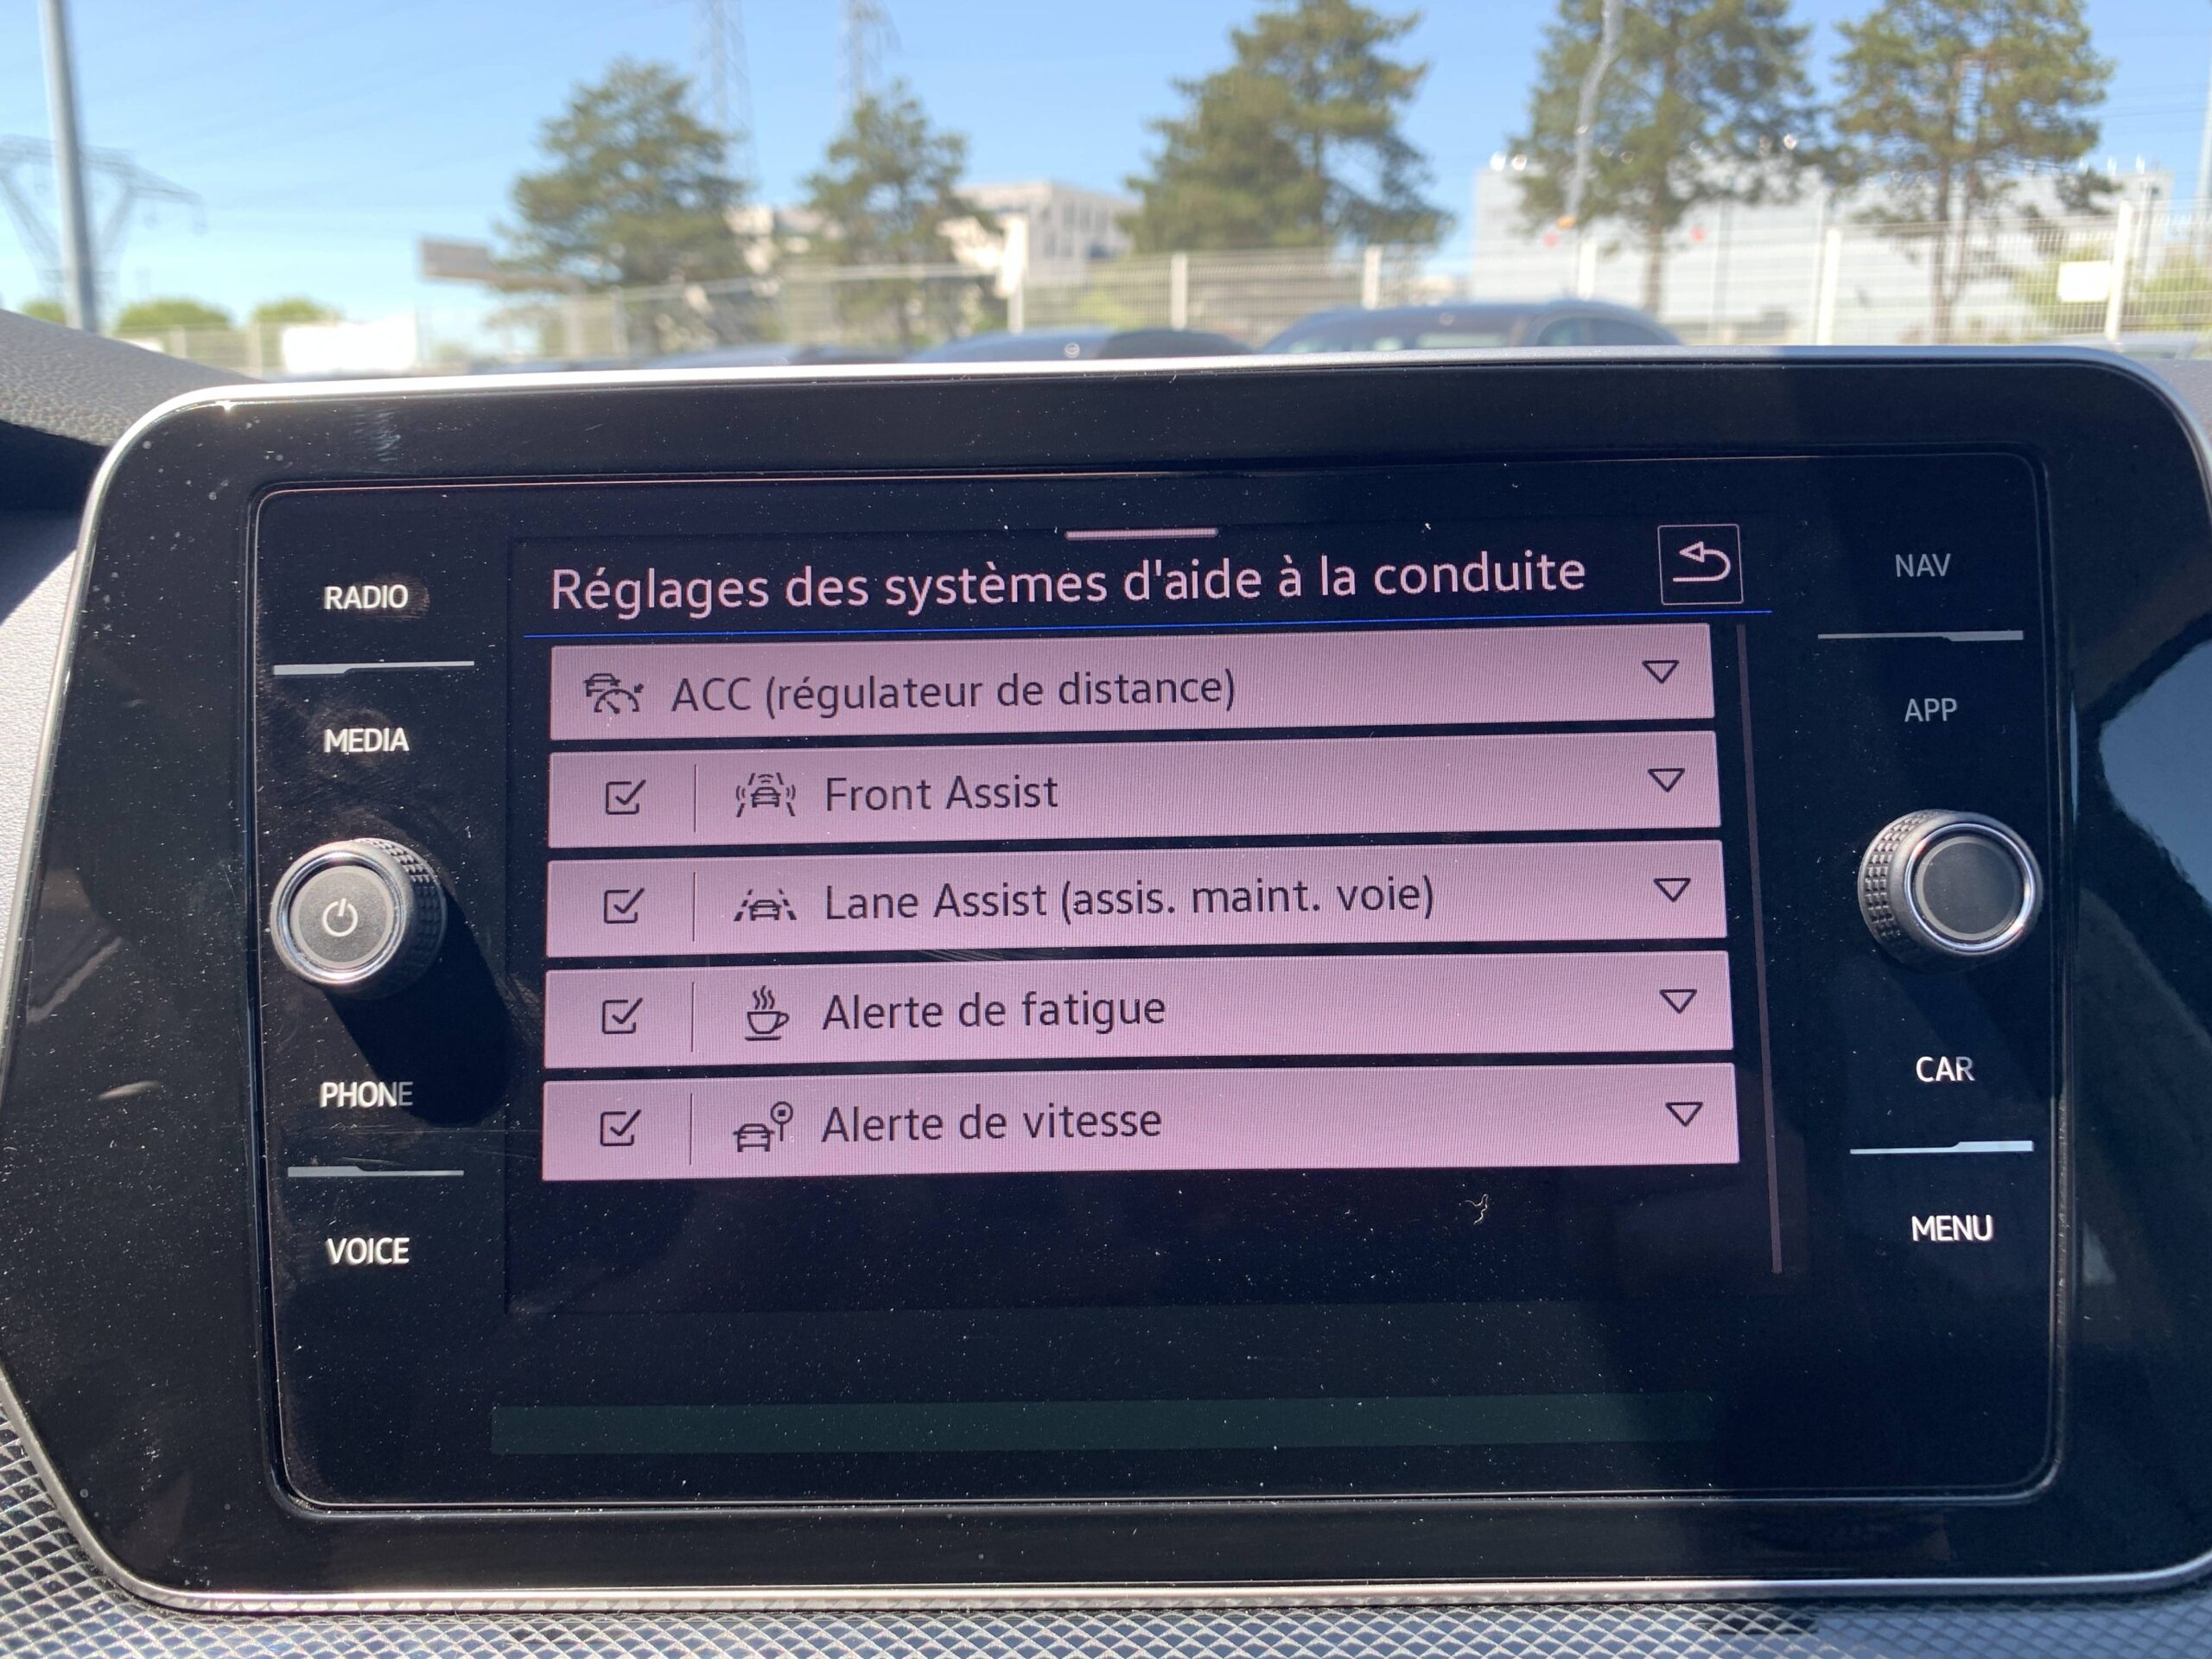 Réglages des systèmes d'aide à la conduite
ACC (régulateur de distance)
Front Assist
Lane Assist (assis. maint. voie)
Alerte de fatigue
Alerte de vitesse
RADIO
MEDIA
PHONE
VOICE
NAV
APP
CAR
MENU